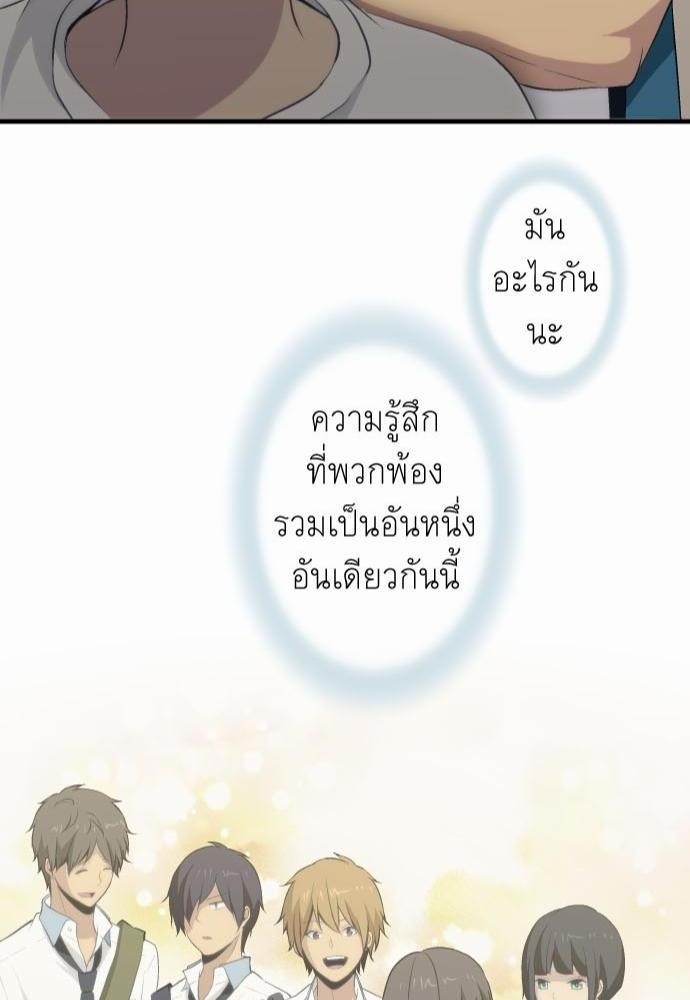 มัน
อะไรกัน
นะ
ความรู้สึก
ที่พวกพ้อง
รวมเป็นอันหนึ่ง
อันเดียวกันนี้